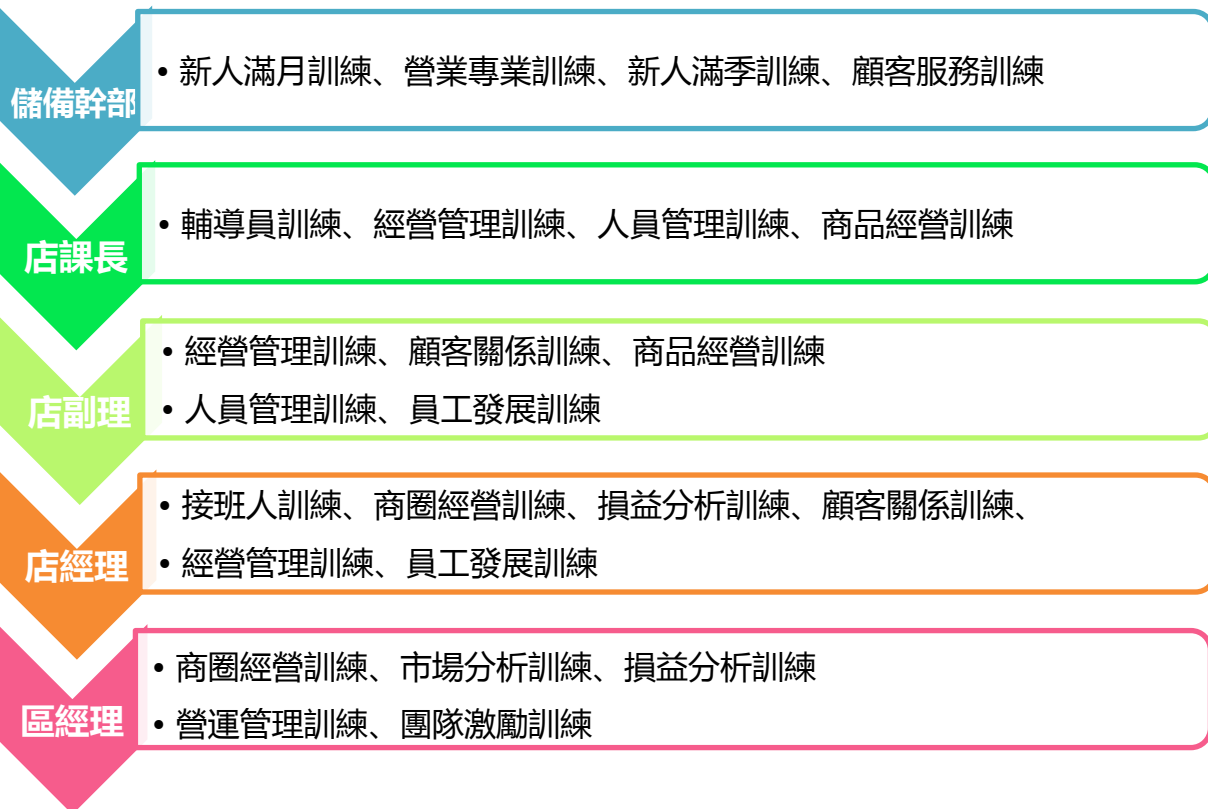 儲備幹部
• 新人滿月訓練、營業專業訓練、新人滿季訓練、顧客服務訓練
店課長
• 輔導員訓練、經營管理訓練、人員管理訓練、商品經營訓練
店副理
• 經營管理訓練、顧客關係訓練、商品經營訓練
• 人員管理訓練、員工發展訓練
店經理
• 接班人訓練、商圈經營訓練、損益分析訓練、顧客關係訓練、
• 經營管理訓練、員工發展訓練
區經理
• 商圈經營訓練、市場分析訓練、損益分析訓練
• 營運管理訓練、團隊激勵訓練